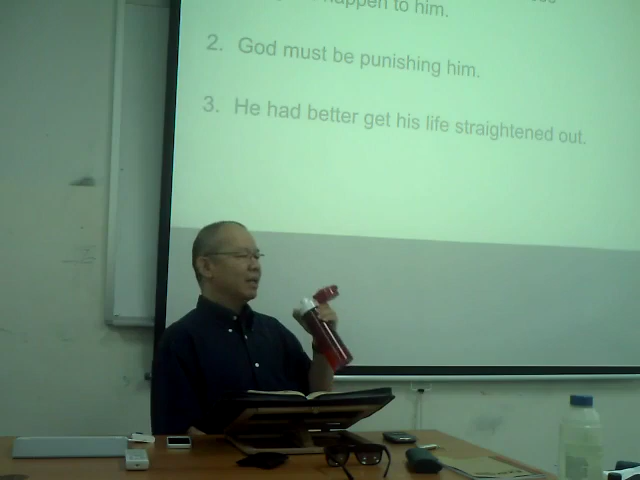 happen to him.
2. God must be punishing him.
3. He had better get his life straightened out.